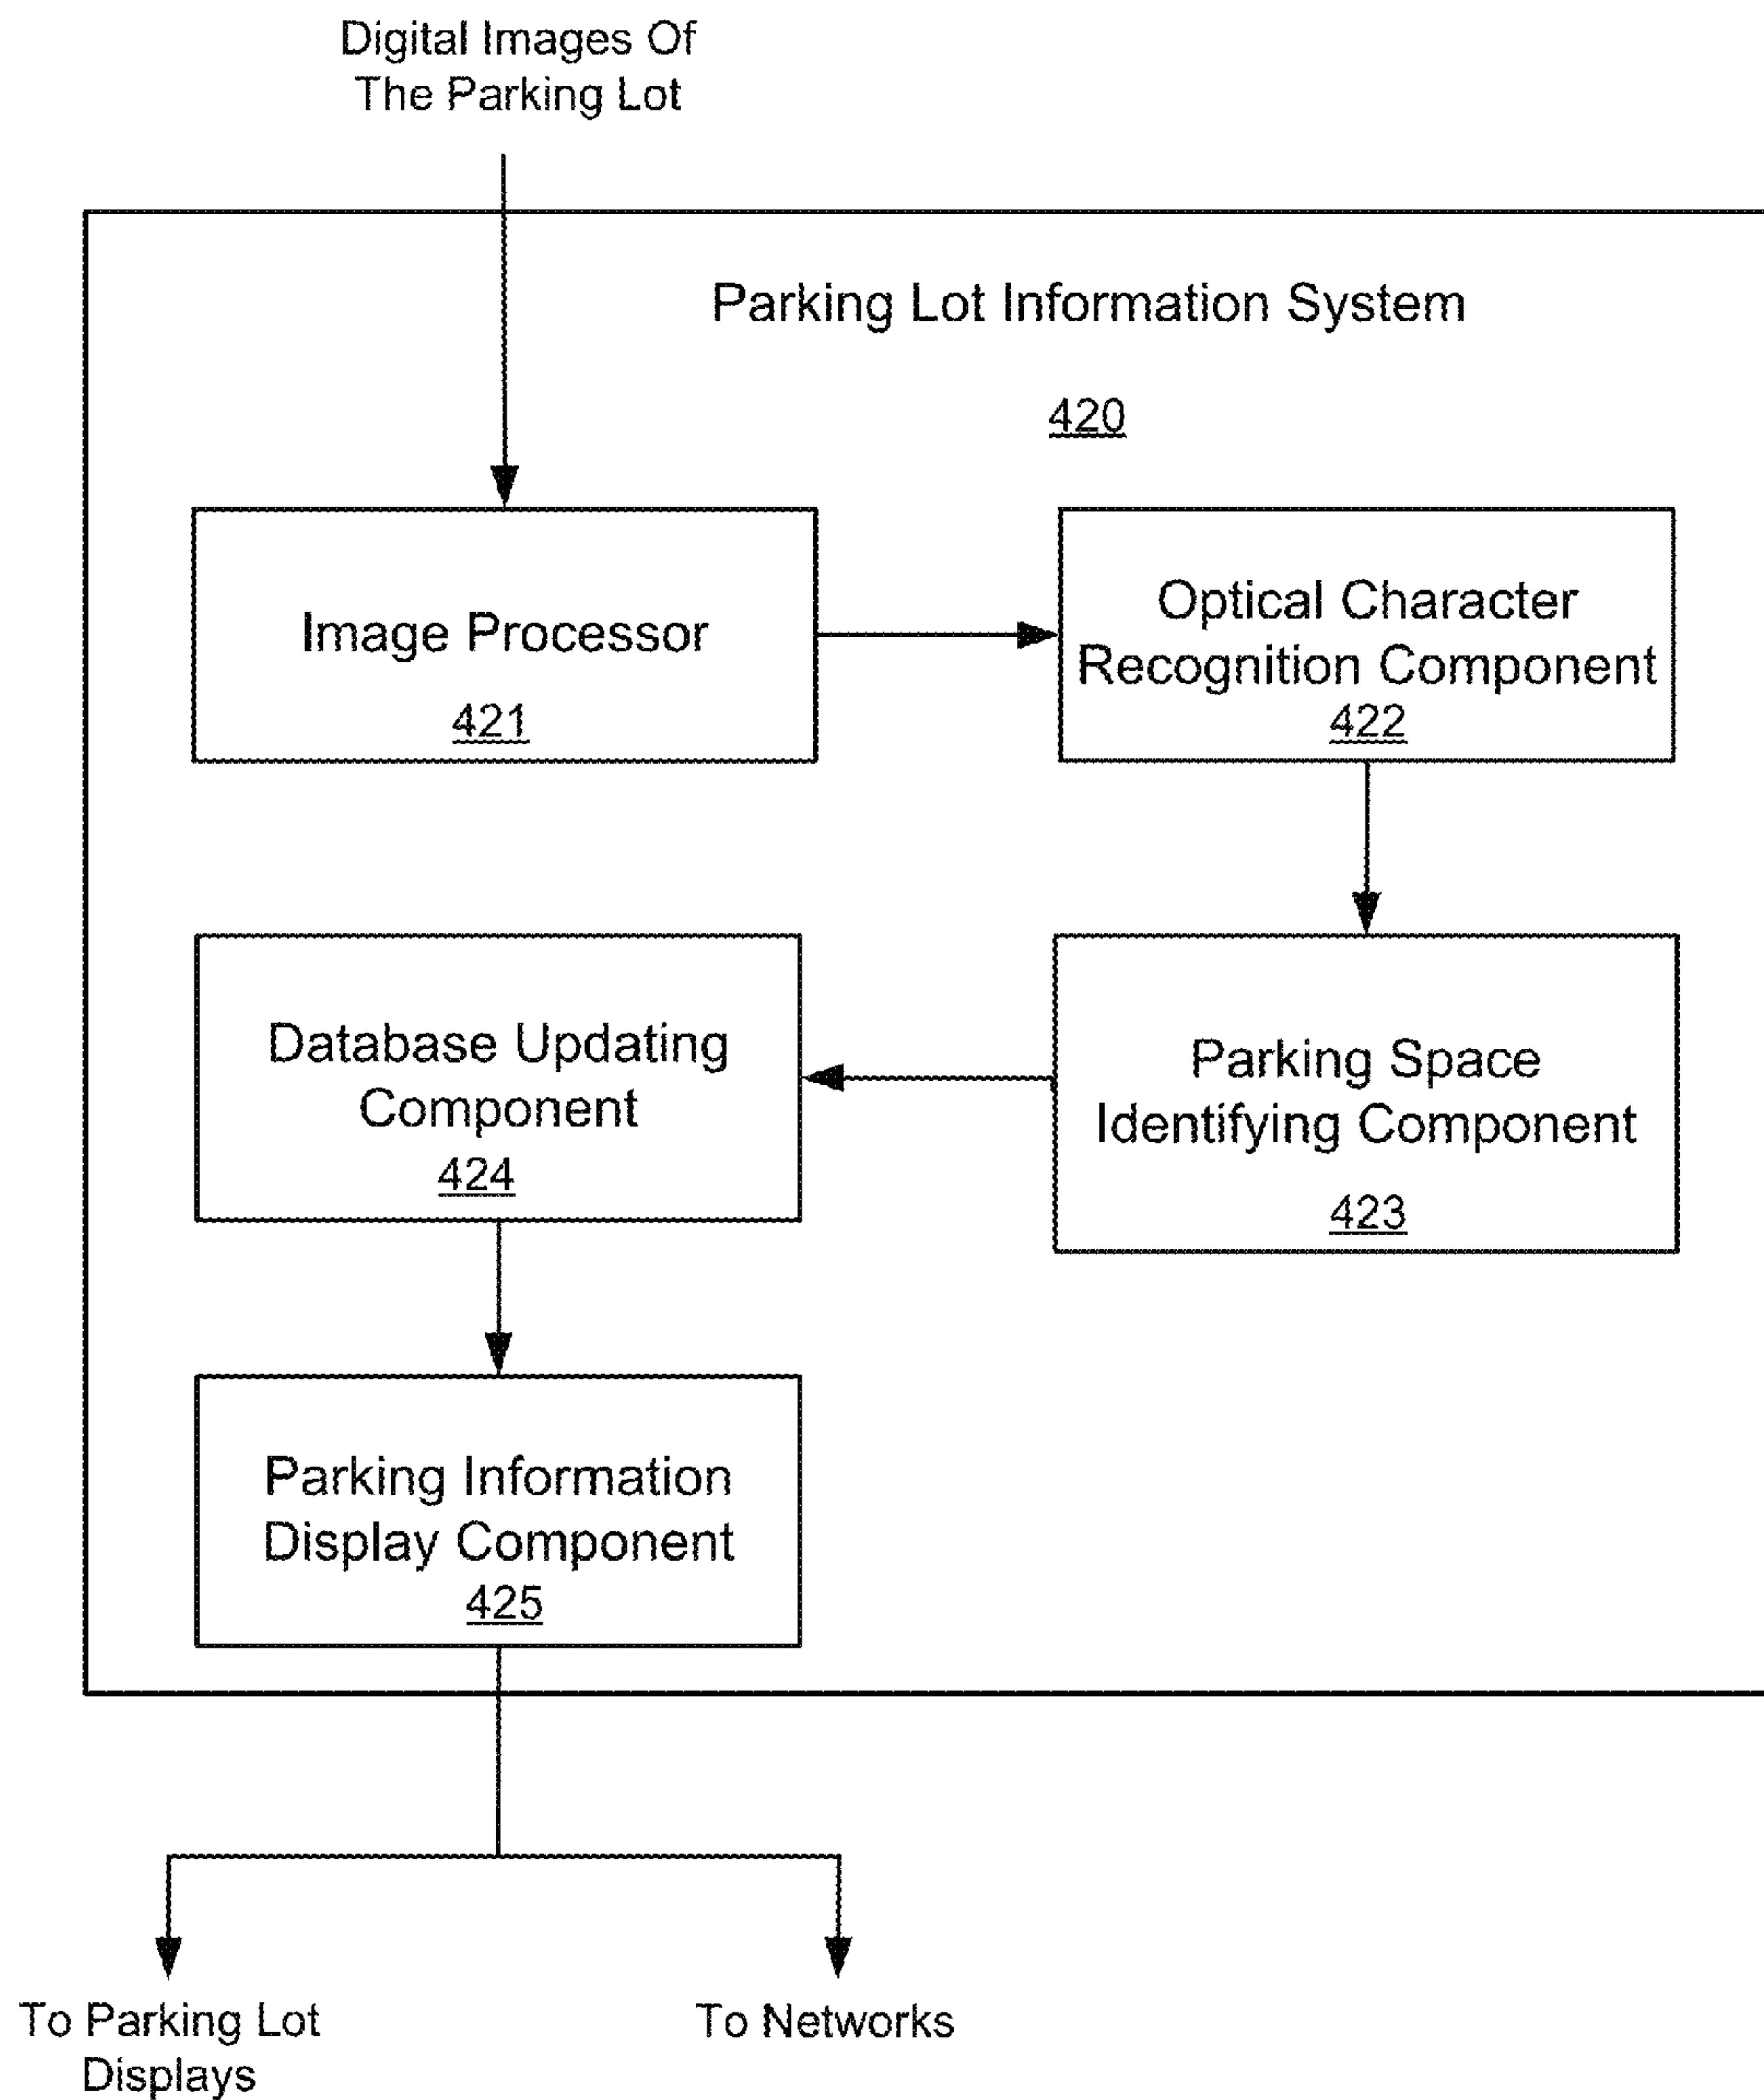 Digital Images Of
The Parking Lot
Parking Lot Information System
420
Image Processor
421
Optical Character
Recognition Component
422
Database Updating
Component
424
Parking Space
Identifying Component
423
Parking Information
Display Component
425
To Parking Lot
Displays
To Networks